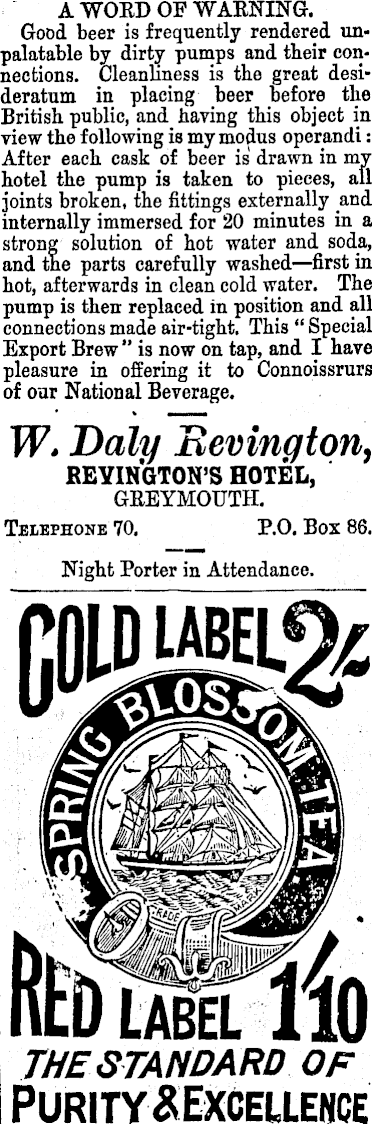 A WORD OF WARNING.
Good beer is frequently rendered un-
palatable by dirty pumps and their con-
nections. Cleanliness is the great desi-
deratum in placing beer before the
British public, and having this object in
view the following is my modus operandi:
After each cask of beer is drawn in my
hotel the pump is taken to pieces, all
joints broken, the fittings externally and
internally immersed for 20 minutes in a
strong solution of hot water and soda,
and the parts carefully washed—first in
hot, afterwards in clean cold water. The
pump is then replaced in position and all
connections made air-tight. This "Special
Export Brew" is now on tap, and I have
pleasure in offering it to Connoissrurs
of our National Beverage.
W. Daly Revington,
REVINGTON'S HOTEL,
GREYMOUTH.
TELEPHONE 70. P.O. Box 86.
Night Porter in Attendance.
GOLD LABEL 2/-
SPRING BLOSSOM TEA
TRADE MARK
RED LABEL 1/10
THE STANDARD OF
PURITY & EXCELLENCE